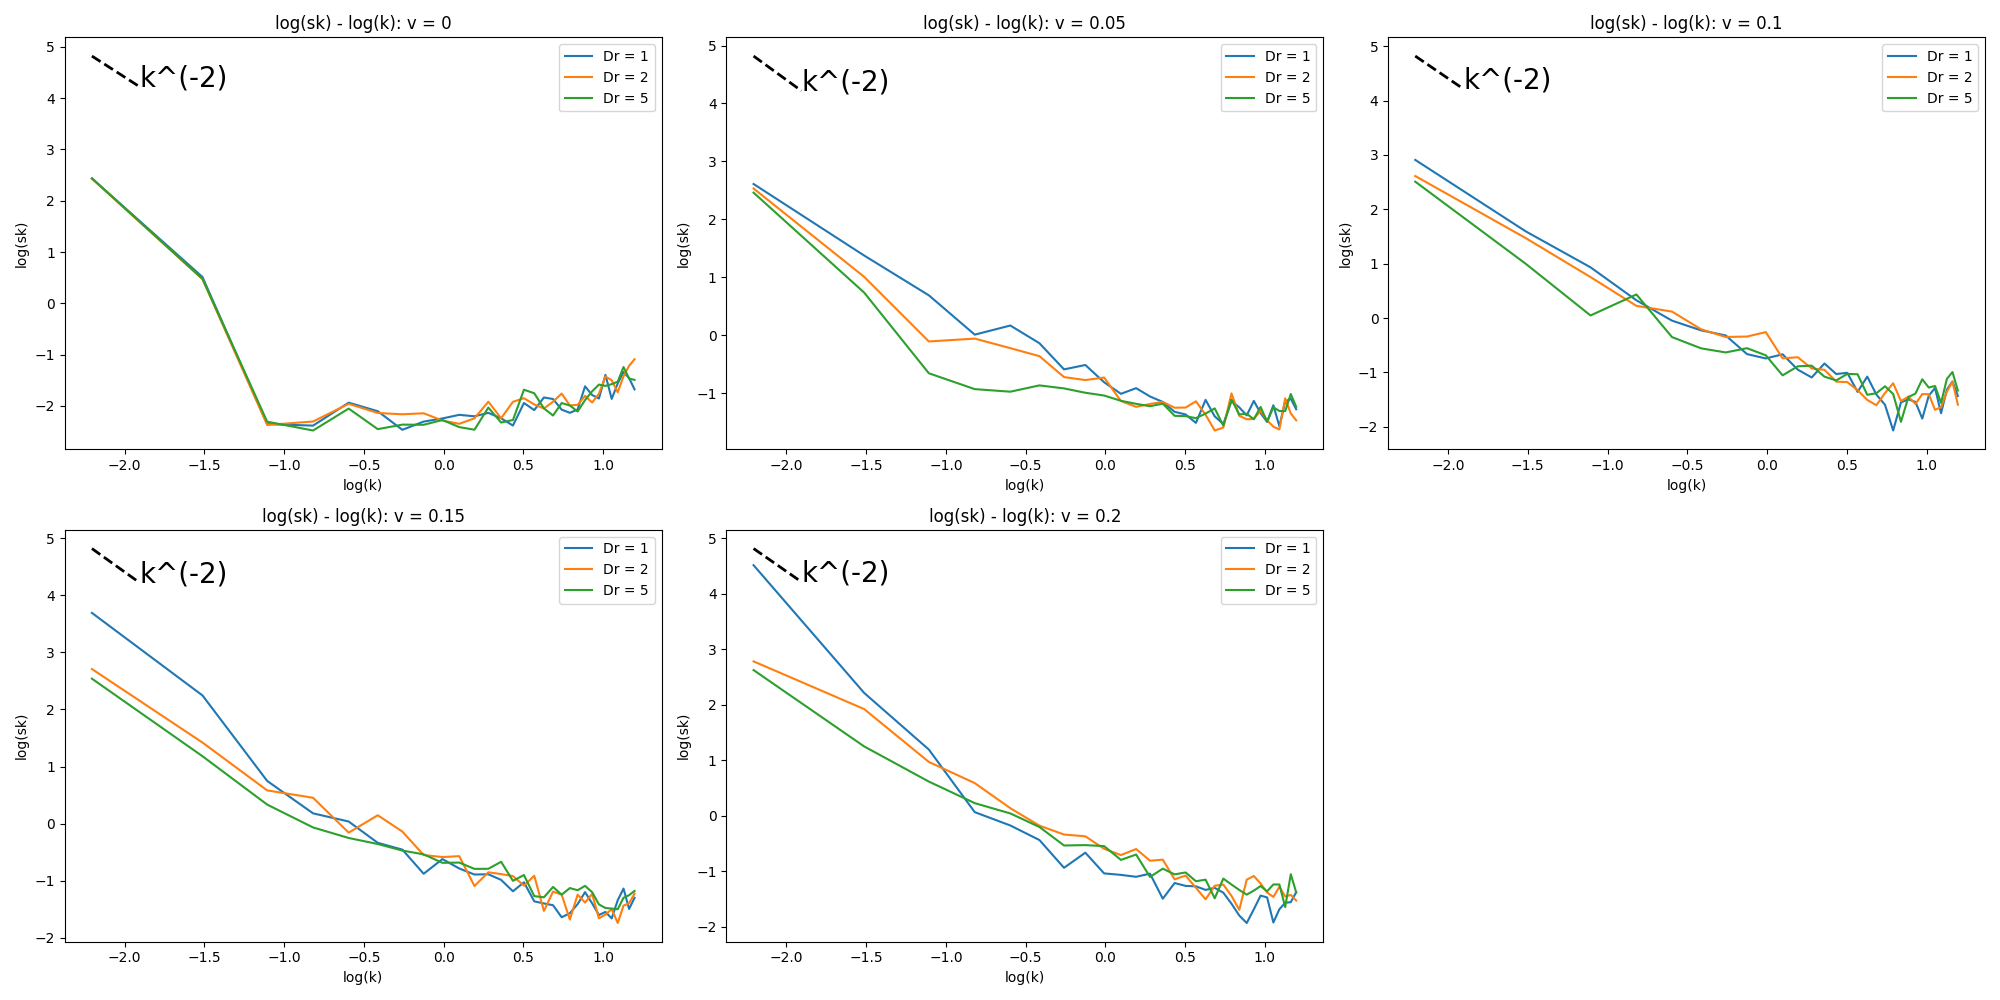 log(sk) - log(k): v = 0
5
4
3
2
1
0
−1
−2
log(sk)
k^(-2)
Dr = 1
Dr = 2
Dr = 5
−2.0 −1.5 −1.0 −0.5 0.0 0.5 1.0
log(k)
log(sk) - log(k): v = 0.05
5
4
3
2
1
0
−1
log(sk)
k^(-2)
Dr = 1
Dr = 2
Dr = 5
−2.0 −1.5 −1.0 −0.5 0.0 0.5 1.0
log(k)
log(sk) - log(k): v = 0.1
5
4
3
2
1
0
−1
−2
log(sk)
k^(-2)
Dr = 1
Dr = 2
Dr = 5
−2.0 −1.5 −1.0 −0.5 0.0 0.5 1.0
log(k)
log(sk) - log(k): v = 0.15
5
4
3
2
1
0
−1
−2
log(sk)
k^(-2)
Dr = 1
Dr = 2
Dr = 5
−2.0 −1.5 −1.0 −0.5 0.0 0.5 1.0
log(k)
log(sk) - log(k): v = 0.2
5
4
3
2
1
0
−1
−2
log(sk)
k^(-2)
Dr = 1
Dr = 2
Dr = 5
−2.0 −1.5 −1.0 −0.5 0.0 0.5 1.0
log(k)